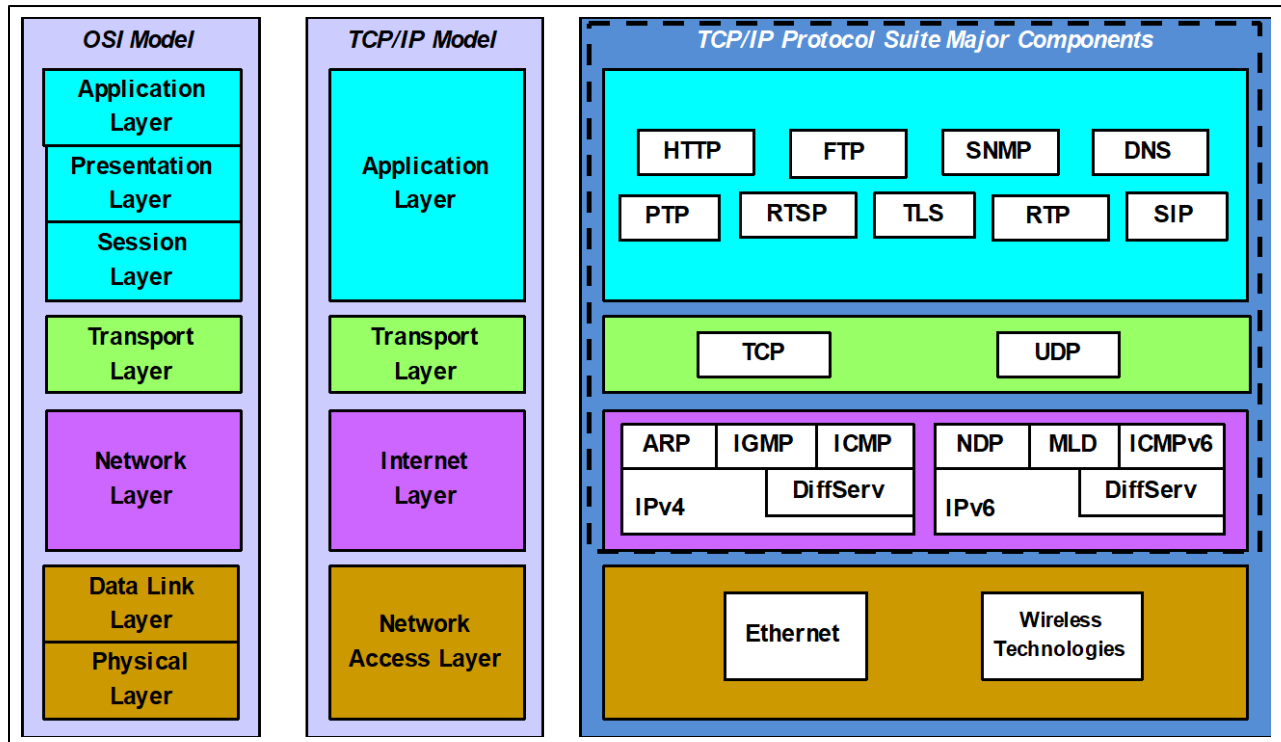 OSI Model
Application
Layer
Presentation
Layer
Session
Layer
Transport
Layer
Network
Layer
Data Link
Layer
Physical
Layer
TCP/IP Model
Application
Layer
Transport
Layer
Internet
Layer
Network
Access Layer
TCP/IP Protocol Suite Major Components
HTTP FTP SNMP DNS
PTP RTSP TLS RTP SIP
TCP UDP
ARP IGMP ICMP NDP MLD ICMPv6
DiffServ DiffServ
IPv4 IPv6
Ethernet
Wireless
Technologies